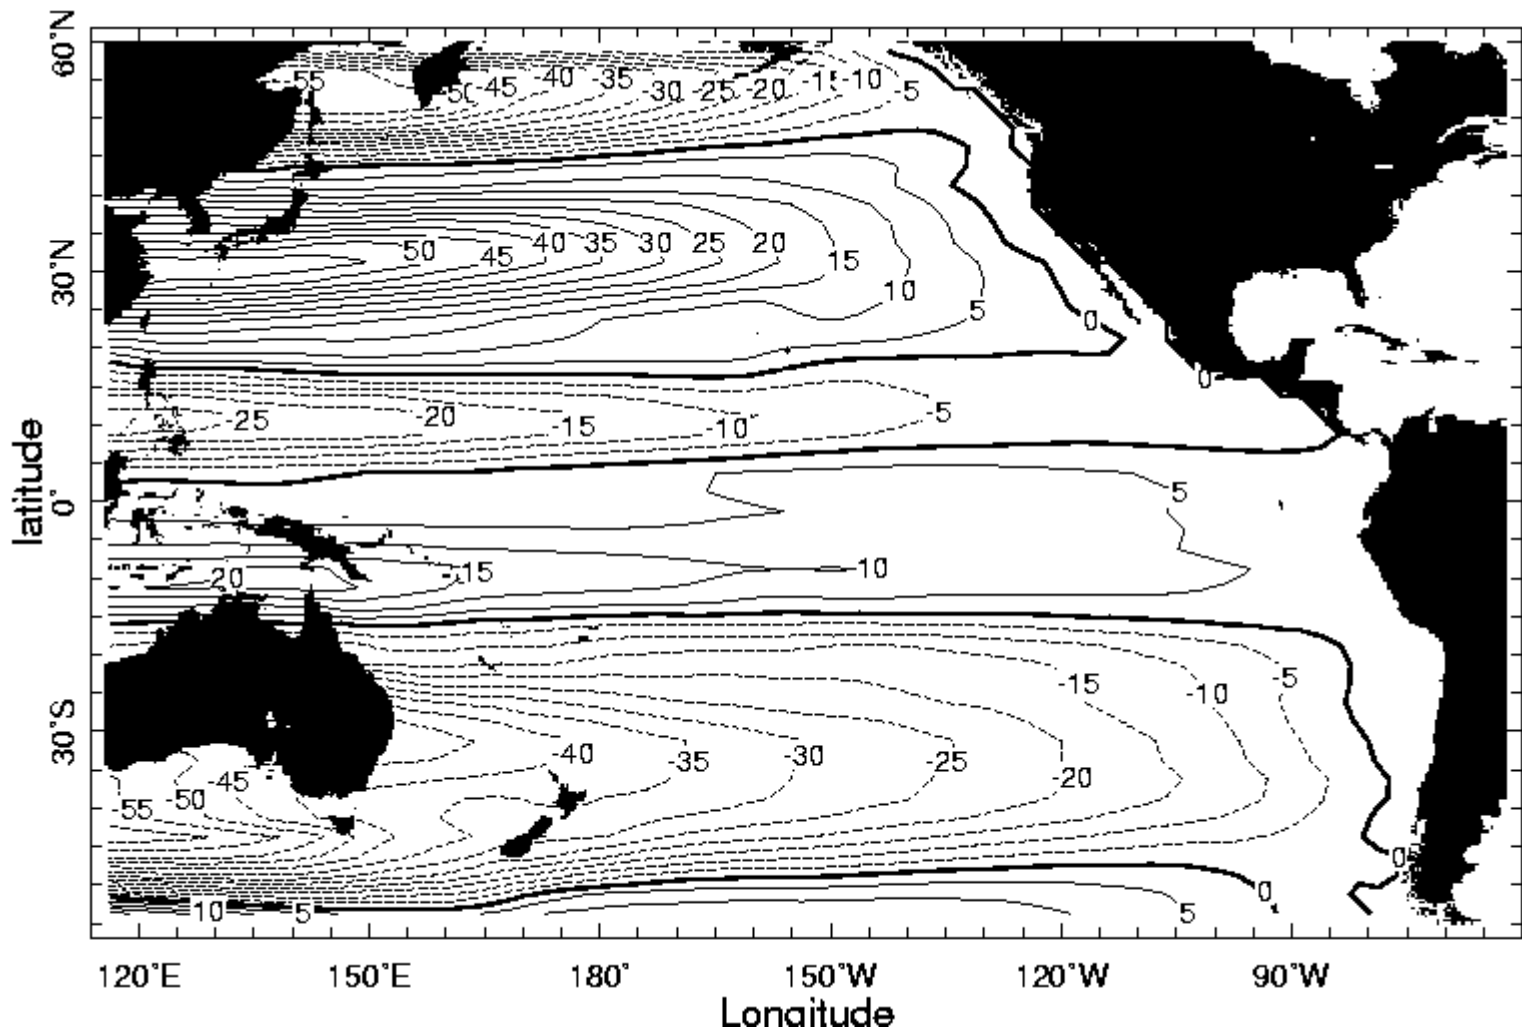 60°N
-55 -50 -45 -40 -35 -30 -25 -20 -15 -10 -5
50 45 40 35 30 25 20 15 10 5 0
30°N
0
-25 -20 -15 -10 -5
latitude
0°
5
20 15 10
-15 -10 -5
30°S
-40 -35 -30 -25 -20
-55 -50 -45
0
10 5 5 0
120°E 150°E 180° 150°W 120°W 90°W
Longitude